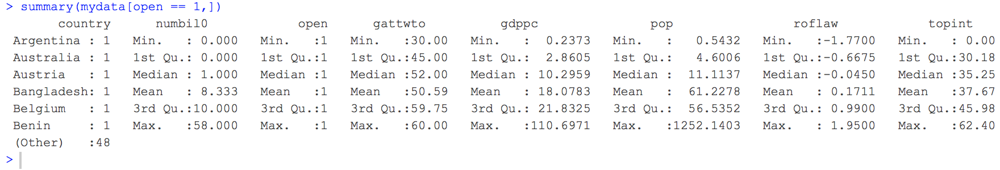 > summary(mydata[open == 1,])
       country       numbil0            open       gattwto          gdppc               pop                 roflaw            topint
 Argentina : 1   Min.   : 0.000   Min.   :1   Min.   :30.00   Min.   :  0.2373   Min.   :   0.5432   Min.   :-1.7700   Min.   : 0.00
 Australia : 1   1st Qu.: 0.000   1st Qu.:1   1st Qu.:45.00   1st Qu.:  2.8605   1st Qu.:   4.6006   1st Qu.:-0.6675   1st Qu.:30.18
 Austria   : 1   Median : 1.000   Median :1   Median :52.00   Median : 10.2959   Median :  11.1137   Median :-0.0450   Median :35.25
 Bangladesh: 1   Mean   : 8.333   Mean   :1   Mean   :50.59   Mean   : 18.0783   Mean   :  61.2278   Mean   : 0.1711   Mean   :37.67
 Belgium   : 1   3rd Qu.:10.000   3rd Qu.:1   3rd Qu.:59.75   3rd Qu.: 21.8325   3rd Qu.:  56.5352   3rd Qu.: 0.9900   3rd Qu.:45.98
 Benin     : 1   Max.   :58.000   Max.   :1   Max.   :60.00   Max.   :110.6971   Max.   :1252.1403   Max.   : 1.9500   Max.   :62.40
 (Other)   :48
>